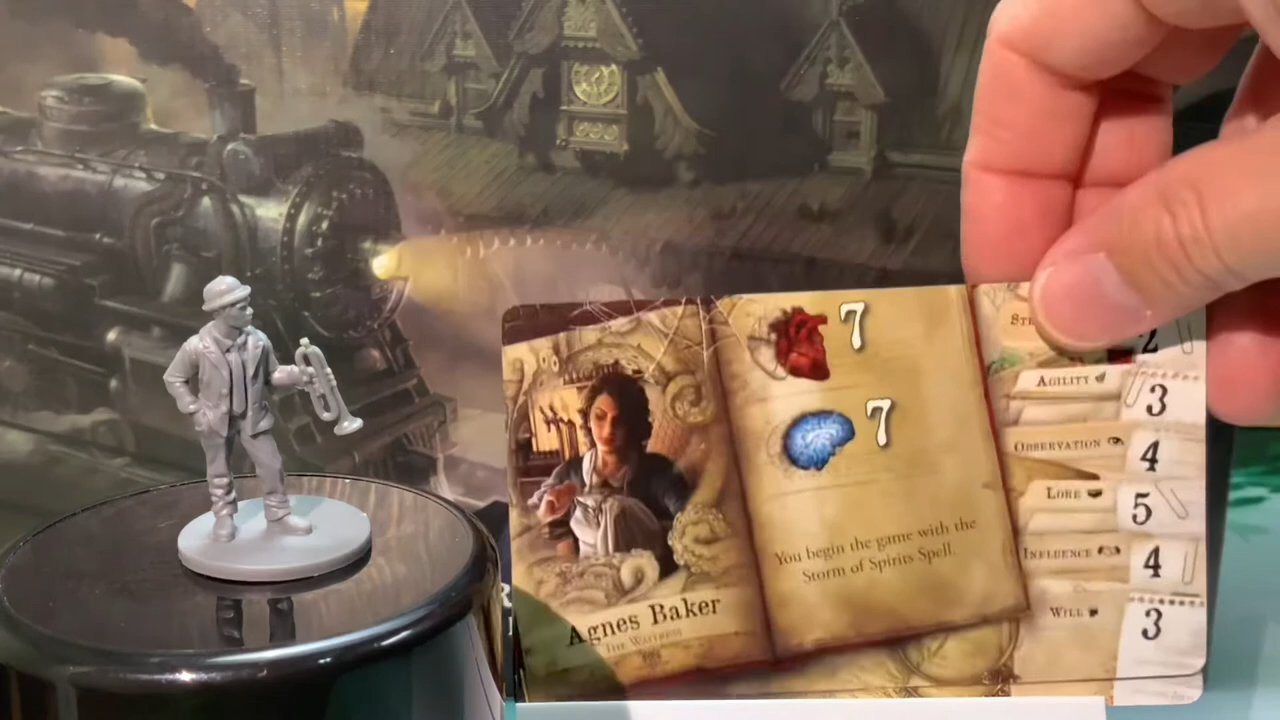 7
7
You begin the game with the
Storm of Spirits Spell.
Agnes Baker
The Waitress
2
Agility 3
Observation 4
Lore 5
Influence 4
Will 3